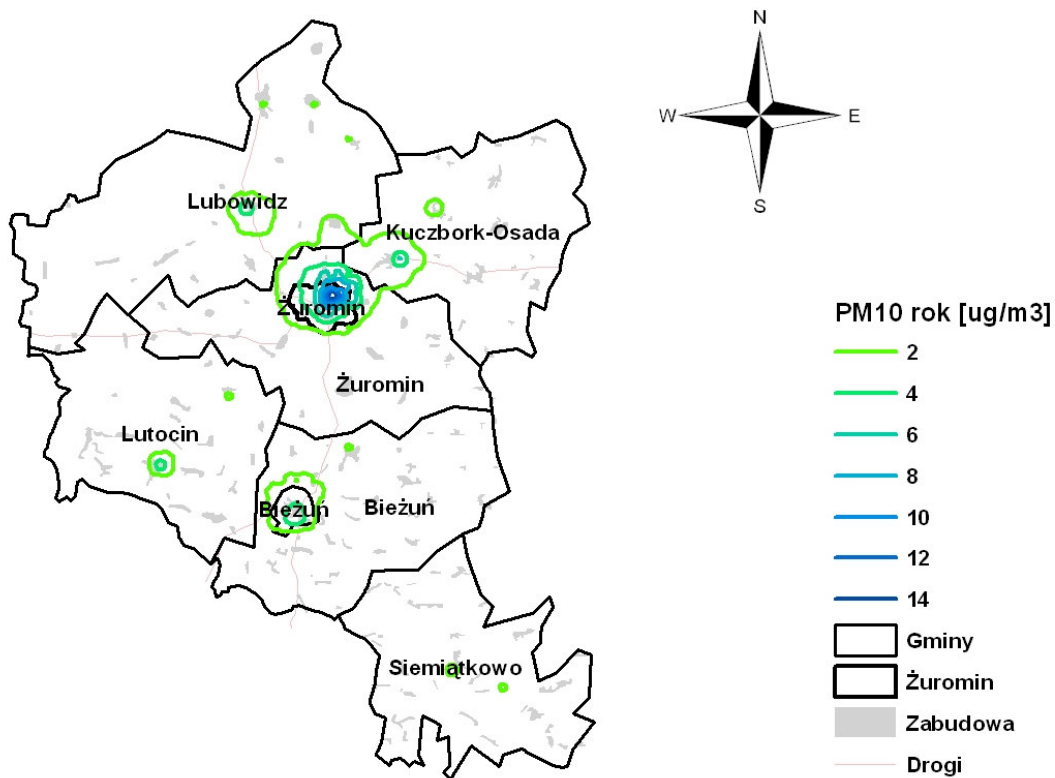 N
W
E
S
Lubowidz
Kuczbork-Osada
Żuromin
Żuromin
Lutocin
Bieżuń
Bieżuń
Siemiątkowo
PM10 rok [ug/m3]
2
4
6
8
10
12
14
Gminy
Żuromin
Zabudowa
Drogi